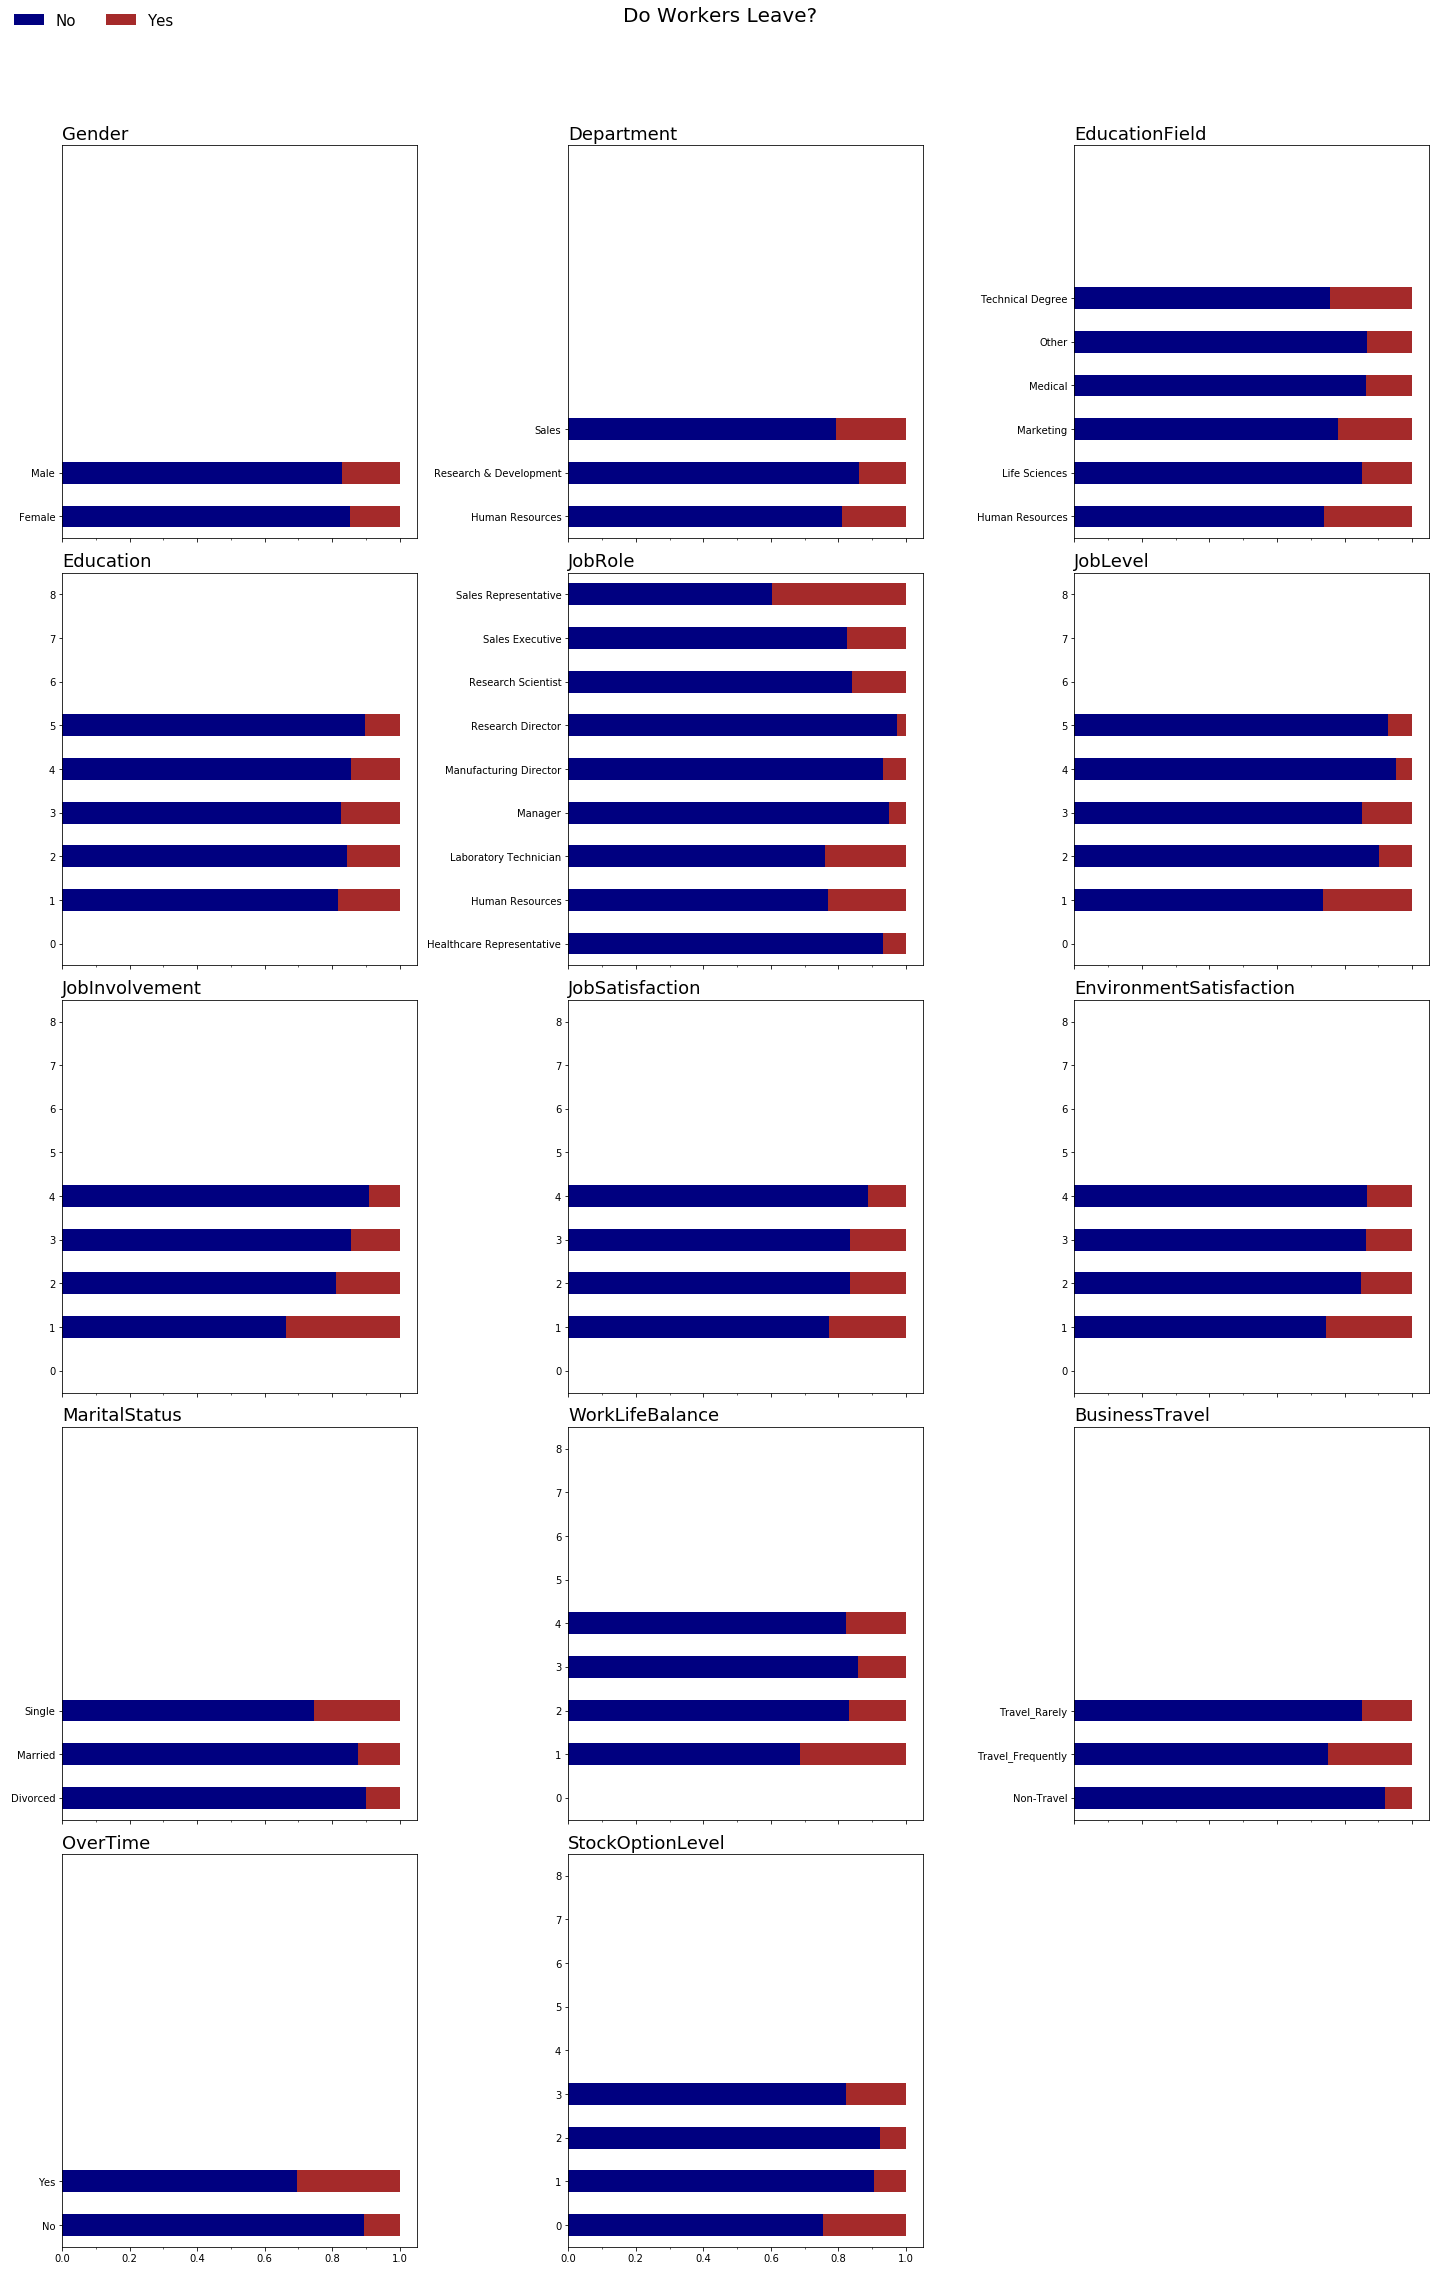 No Yes
Do Workers Leave?
Gender
Male
Female
Department
Sales
Research & Development
Human Resources
EducationField
Technical Degree
Other
Medical
Marketing
Life Sciences
Human Resources
Education
8
7
6
5
4
3
2
1
0
JobRole
Sales Representative
Sales Executive
Research Scientist
Research Director
Manufacturing Director
Manager
Laboratory Technician
Human Resources
Healthcare Representative
JobLevel
8
7
6
5
4
3
2
1
0
JobInvolvement
8
7
6
5
4
3
2
1
0
JobSatisfaction
8
7
6
5
4
3
2
1
0
EnvironmentSatisfaction
8
7
6
5
4
3
2
1
0
MaritalStatus
Single
Married
Divorced
WorkLifeBalance
8
7
6
5
4
3
2
1
0
BusinessTravel
Travel_Rarely
Travel_Frequently
Non-Travel
OverTime
Yes
No
0.0 0.2 0.4 0.6 0.8 1.0
StockOptionLevel
8
7
6
5
4
3
2
1
0
0.0 0.2 0.4 0.6 0.8 1.0